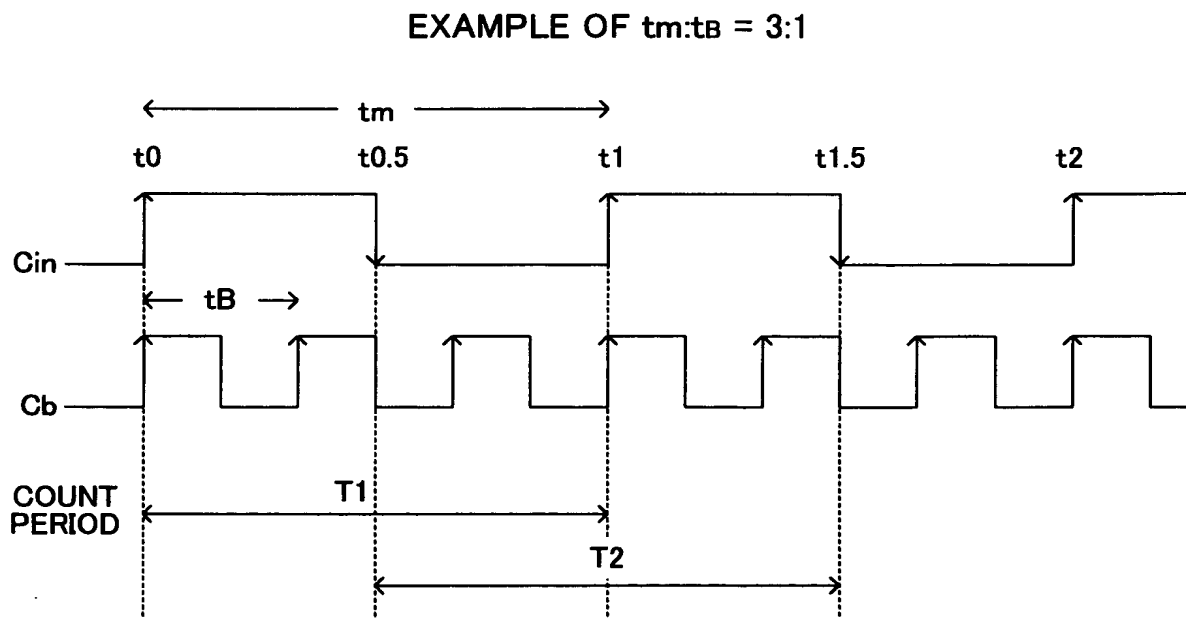 EXAMPLE OF tm:tB = 3:1
tm
t0 t0.5 t1 t1.5 t2
Cin
tB
Cb
COUNT
PERIOD
T1
T2